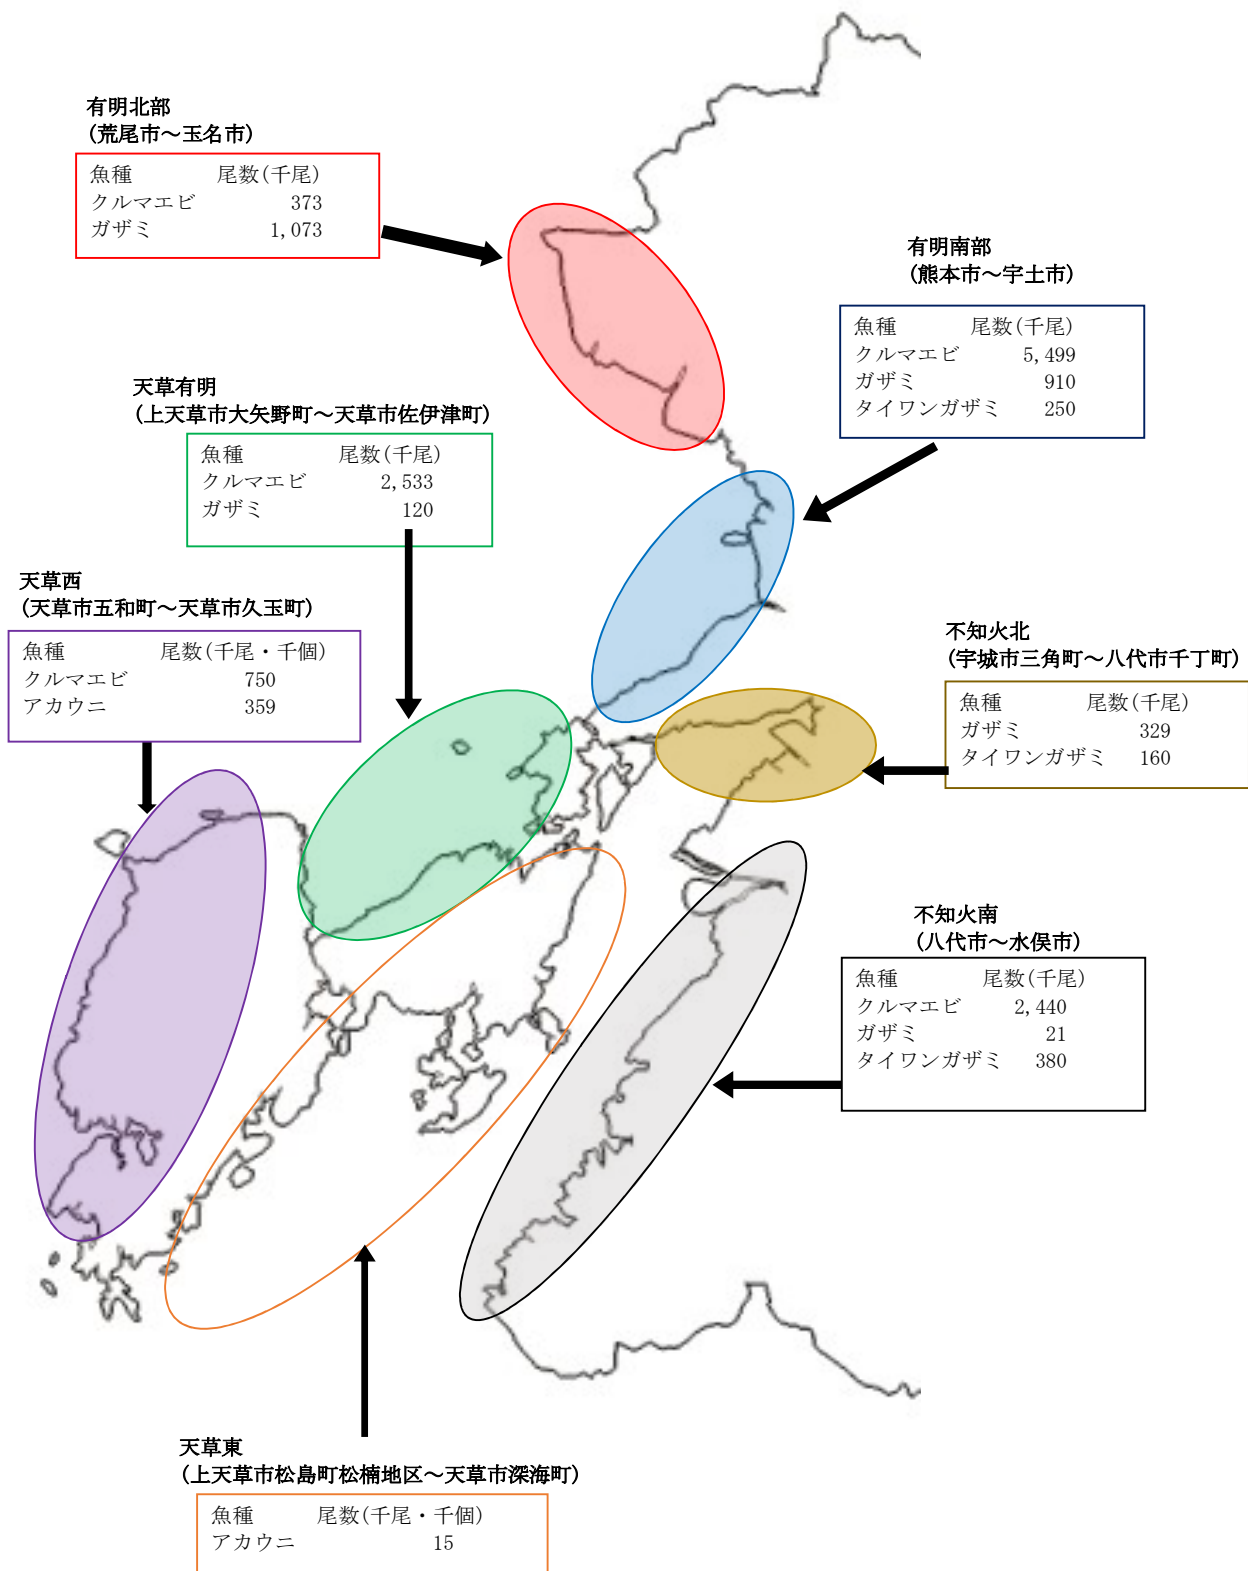 有明北部
(荒尾市～玉名市)
魚種 尾数(千尾)
クルマエビ 373
ガザミ 1,073
有明南部
(熊本市～宇土市)
魚種 尾数(千尾)
クルマエビ 5,499
ガザミ 910
タイワンガザミ 250
天草有明
(上天草市大矢野町～天草市佐伊津町)
魚種 尾数(千尾)
クルマエビ 2,533
ガザミ 120
天草西
(天草市五和町～天草市久玉町)
魚種 尾数(千尾・千個)
クルマエビ 750
アカウニ 359
不知火北
(宇城市三角町～八代市千丁町)
魚種 尾数(千尾)
ガザミ 329
タイワンガザミ 160
不知火南
(八代市～水俣市)
魚種 尾数(千尾)
クルマエビ 2,440
ガザミ 21
タイワンガザミ 380
天草東
(上天草市松島町松楠地区～天草市深海町)
魚種 尾数(千尾・千個)
アカウニ 15